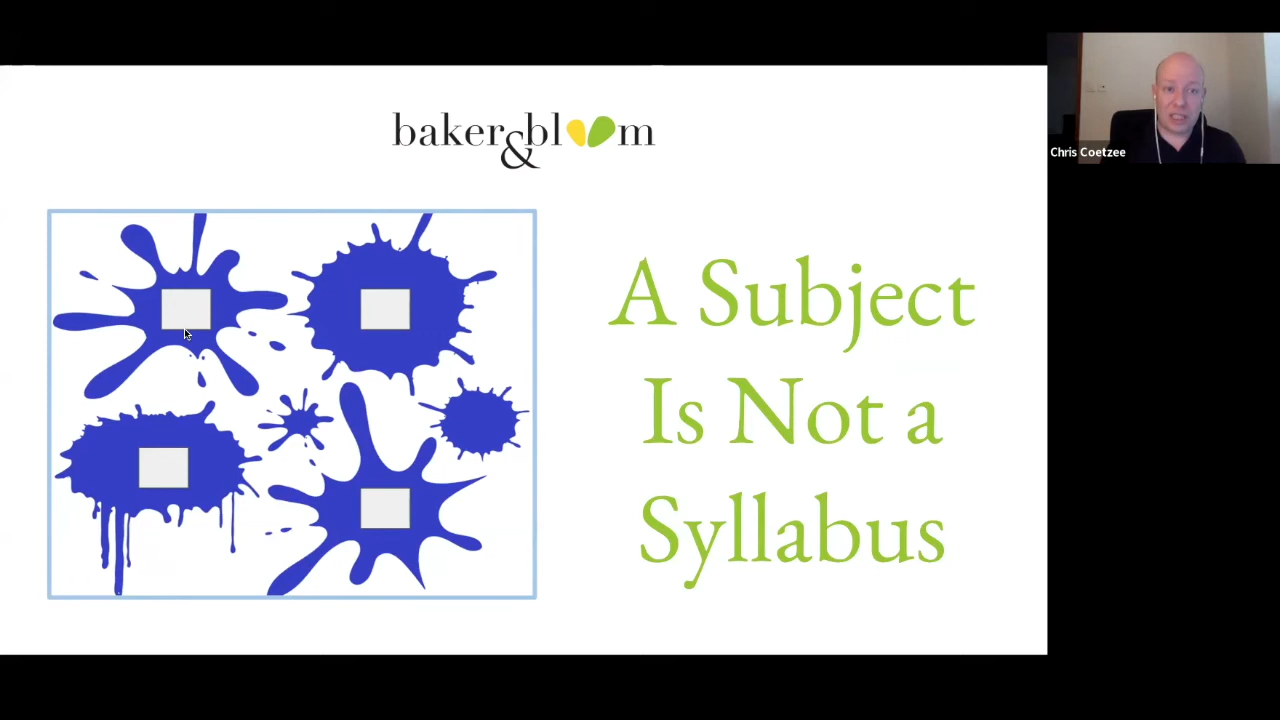 baker&bloom
Chris Coetzee
A Subject
Is Not a
Syllabus